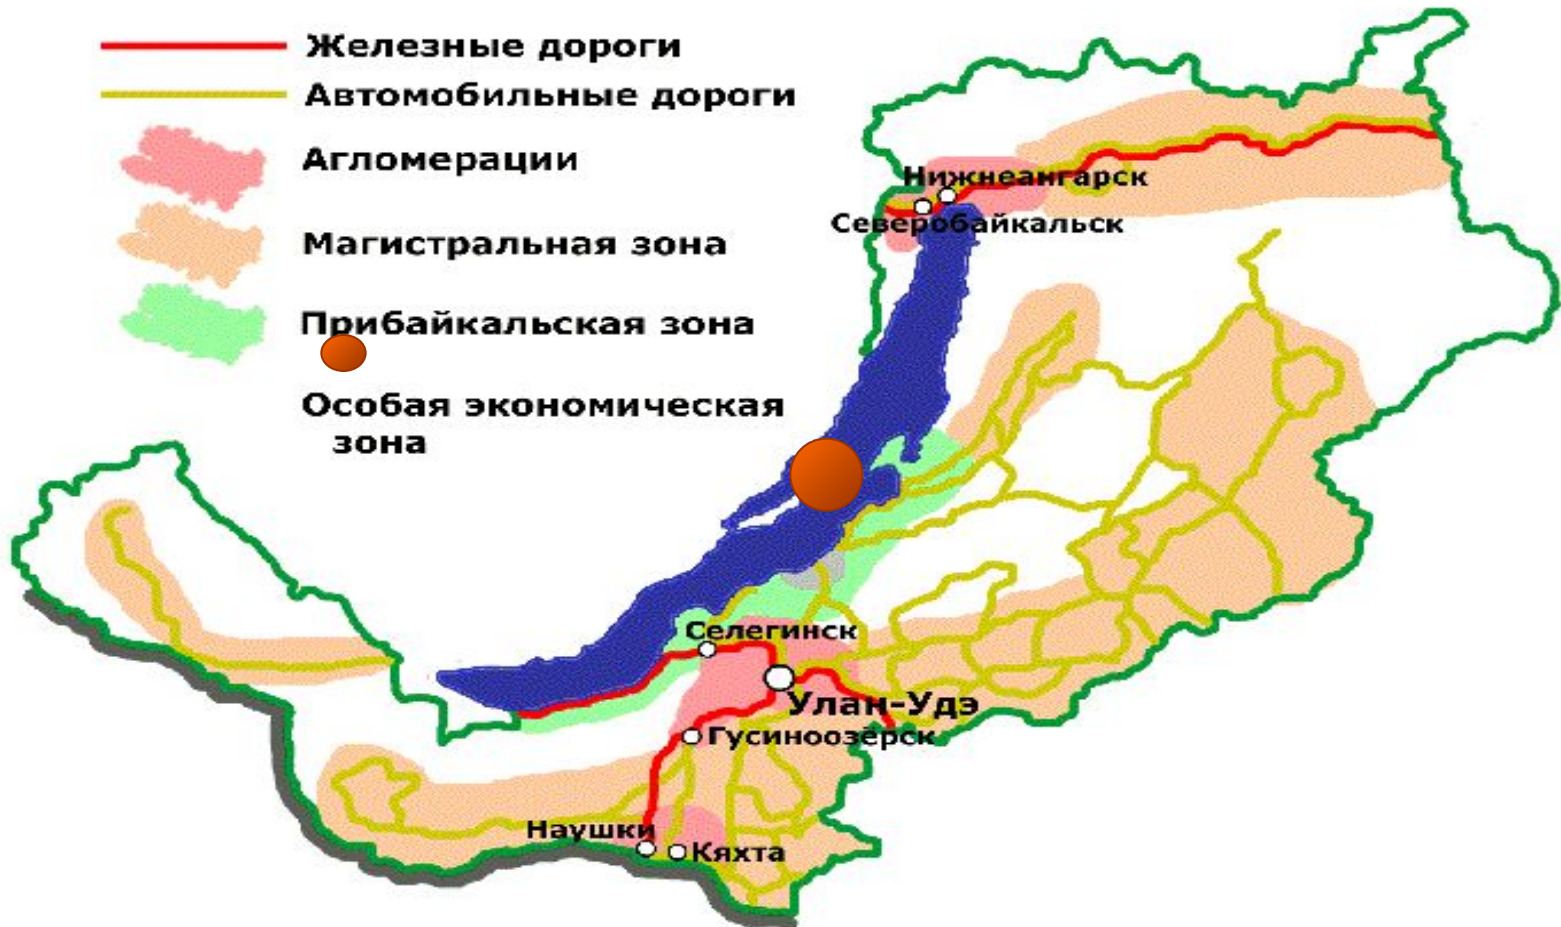 Железные дороги
Автомобильные дороги
Агломерации
Магистральная зона
Прибайкальская зона
Особая экономическая
зона
Нижнеангарск
Северобайкальск
Селегинск
Улан-Удэ
Гусиноозёрск
Наушки
Кяхта